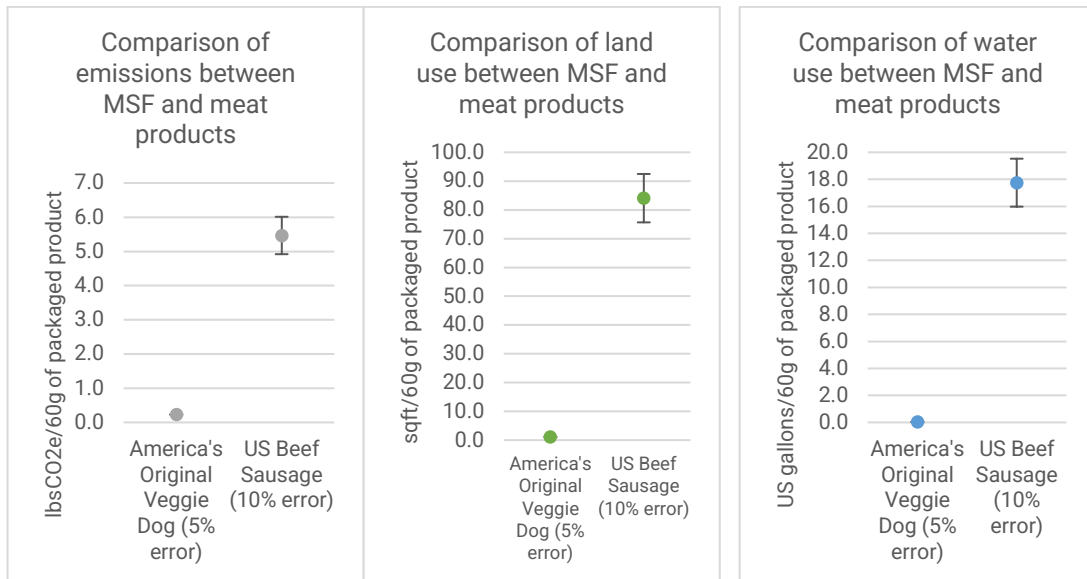 Comparison of
emissions between
MSF and meat
products
lbsCO2e/60g of packaged product
7.0
6.0
5.0
4.0
3.0
2.0
1.0
0.0
America's
Original
Veggie
Dog (5%
error)
US Beef
Sausage
(10% error)
Comparison of land
use between MSF and
meat products
sqft/60g of packaged product
100.0
90.0
80.0
70.0
60.0
50.0
40.0
30.0
20.0
10.0
0.0
America's
Original
Veggie
Dog (5%
error)
US Beef
Sausage
(10% error)
Comparison of water
use between MSF and
meat products
US gallons/60g of packaged product
20.0
18.0
16.0
14.0
12.0
10.0
8.0
6.0
4.0
2.0
0.0
America's
Original
Veggie
Dog (5%
error)
US Beef
Sausage
(10%
error)